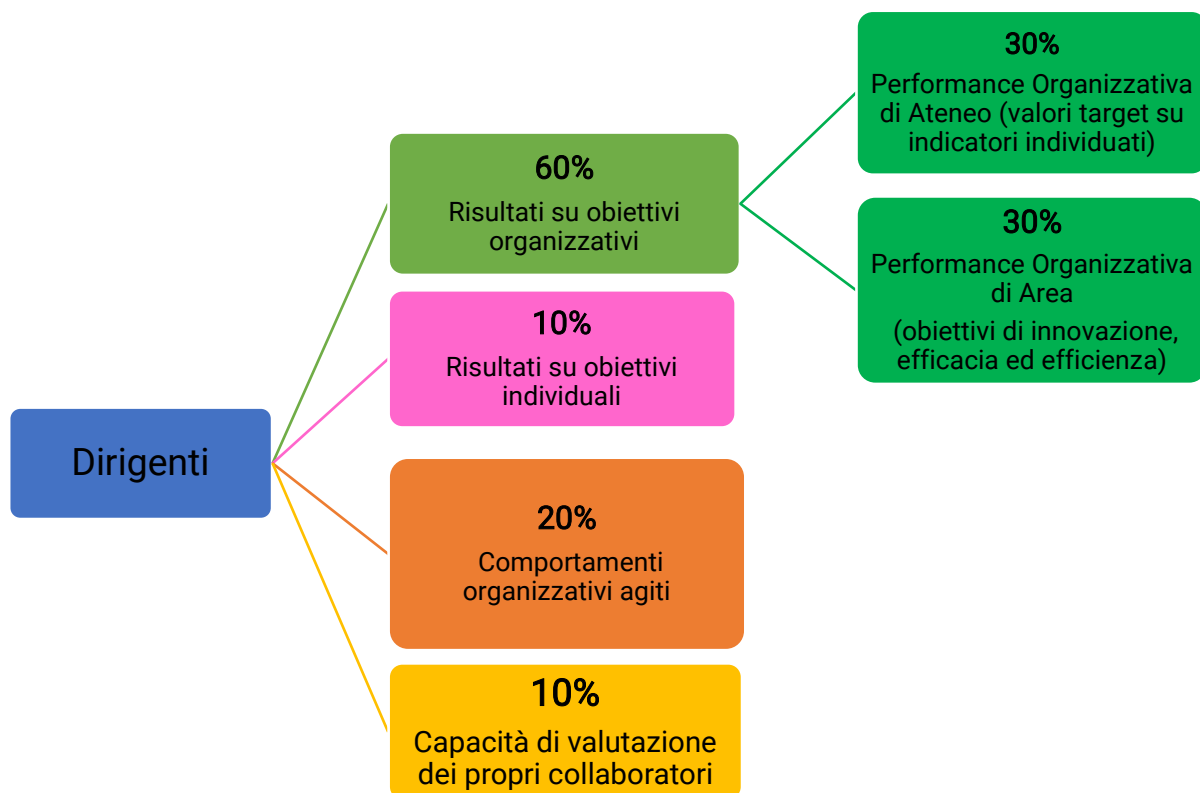 Dirigenti
60%
Risultati su obiettivi
organizzativi
10%
Risultati su obiettivi
individuali
20%
Comportamenti
organizzativi agiti
10%
Capacità di valutazione
dei propri collaboratori
30%
Performance Organizzativa
di Ateneo (valori target su
indicatori individuati)
30%
Performance Organizzativa
di Area
(obiettivi di innovazione,
efficacia ed efficienza)